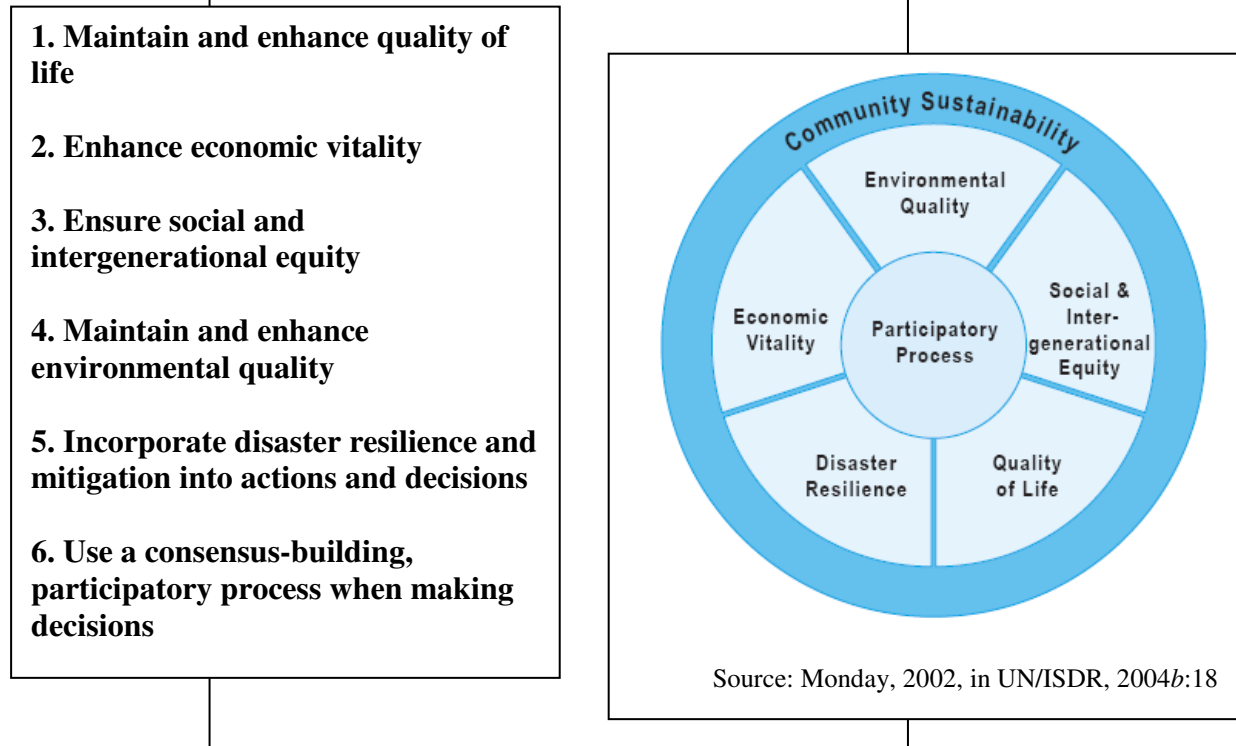 1. Maintain and enhance quality of
life
2. Enhance economic vitality
3. Ensure social and
intergenerational equity
4. Maintain and enhance
environmental quality
5. Incorporate disaster resilience and
mitigation into actions and decisions
6. Use a consensus-building,
participatory process when making
decisions
Community Sustainability
Environmental
Quality
Economic
Vitality
Participatory
Process
Social &
Inter-
generational
Equity
Disaster
Resilience
Quality
of Life
Source: Monday, 2002, in UN/ISDR, 2004b:18